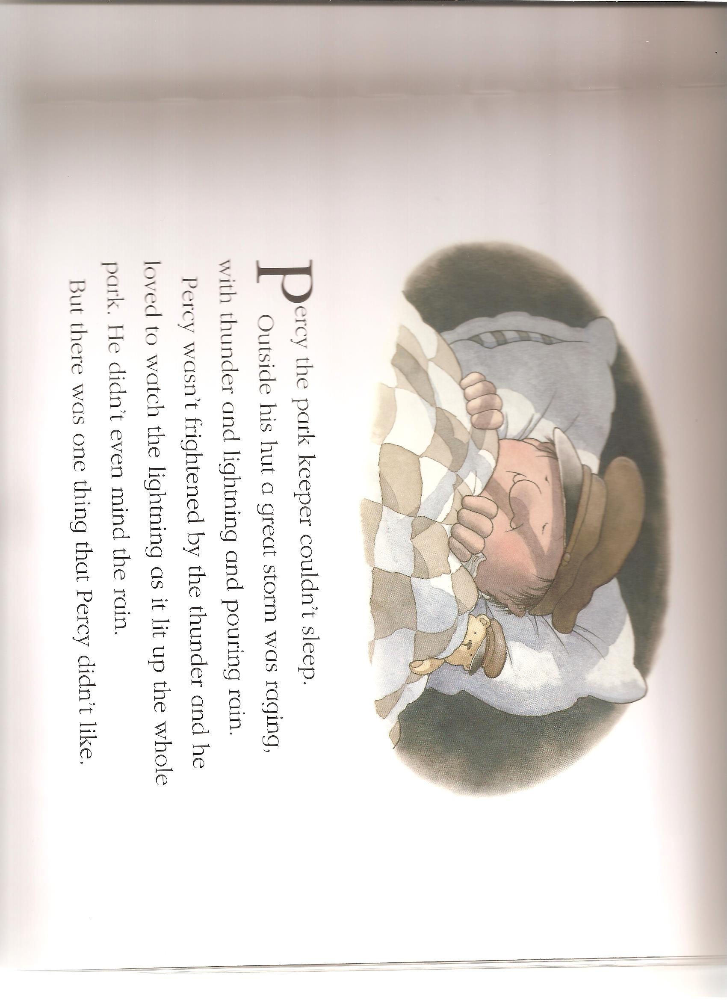 Percy the park keeper couldn't sleep.
Outside his hut a great storm was raging,
with thunder and lightning and pouring rain.
Percy wasn't frightened by the thunder and he
loved to watch the lightning as it lit up the whole
park. He didn't even mind the rain.
But there was one thing that Percy didn't like.